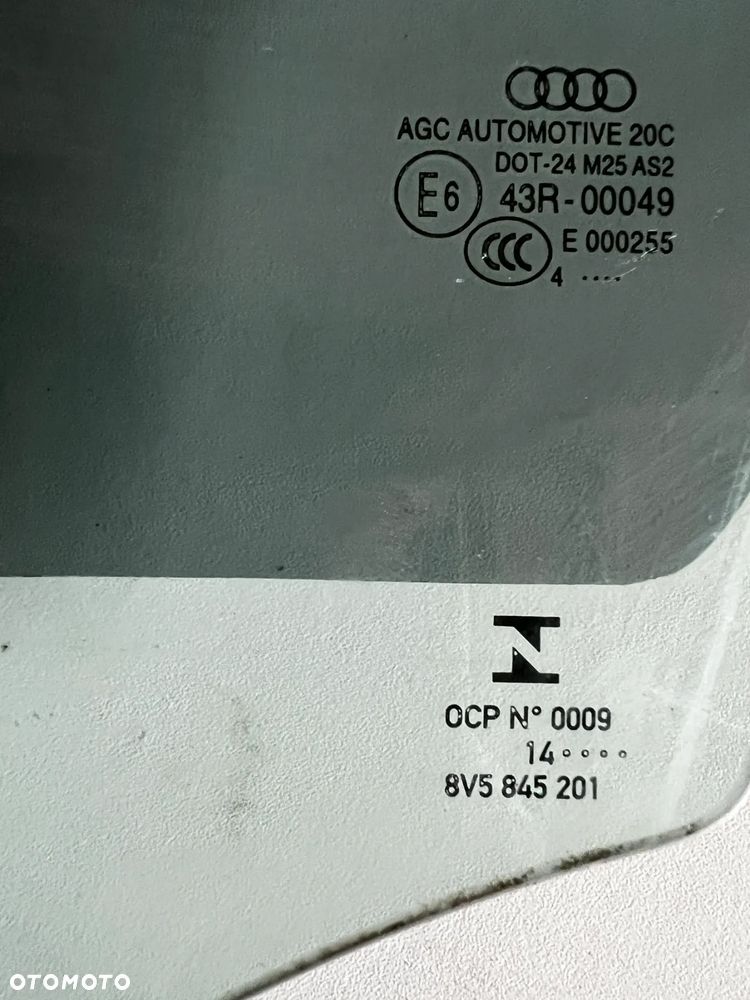 AGC AUTOMOTIVE 20C
DOT-24 M25 AS2
E6 43R-00049
CCC E 000255
4 ....
OCP N° 0009
14 ∘∘∘∘
8V5 845 201
OTOMOTO